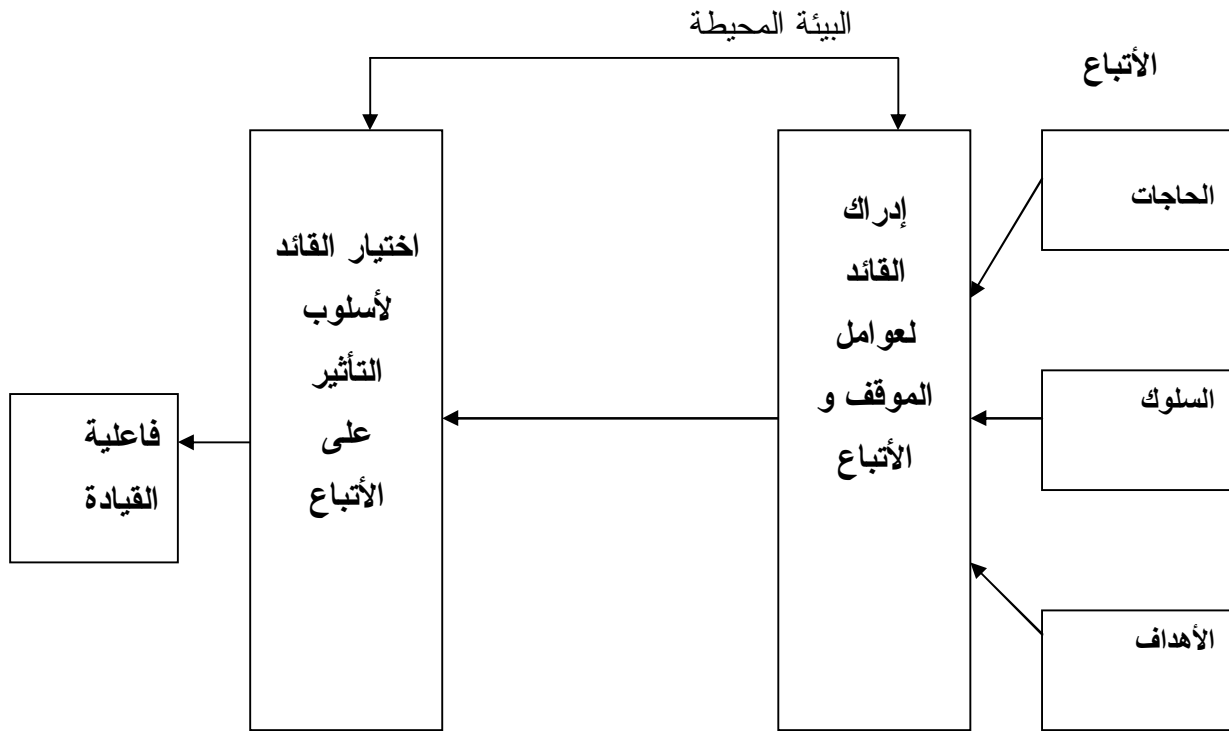 البيئة المحيطة
الأتباع
الحاجات
السلوك
الأهداف
إدراك
القائد
لعوامل
الموقف و
الأتباع
اختيار القائد
لأسلوب
التأثير
على
الأتباع
فاعلية
القيادة